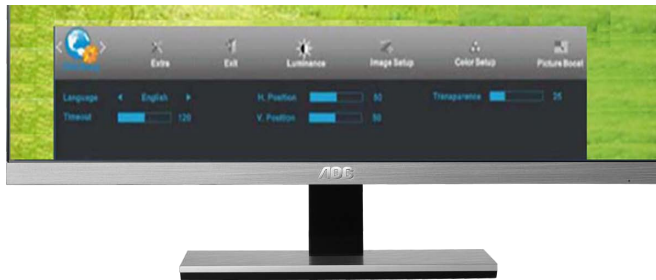 Extra Exit Luminance Image Setup Color Setup Picture Boost
Language English H. Position 50 Transparence 25
Timeout 120 V. Position 50
AOC